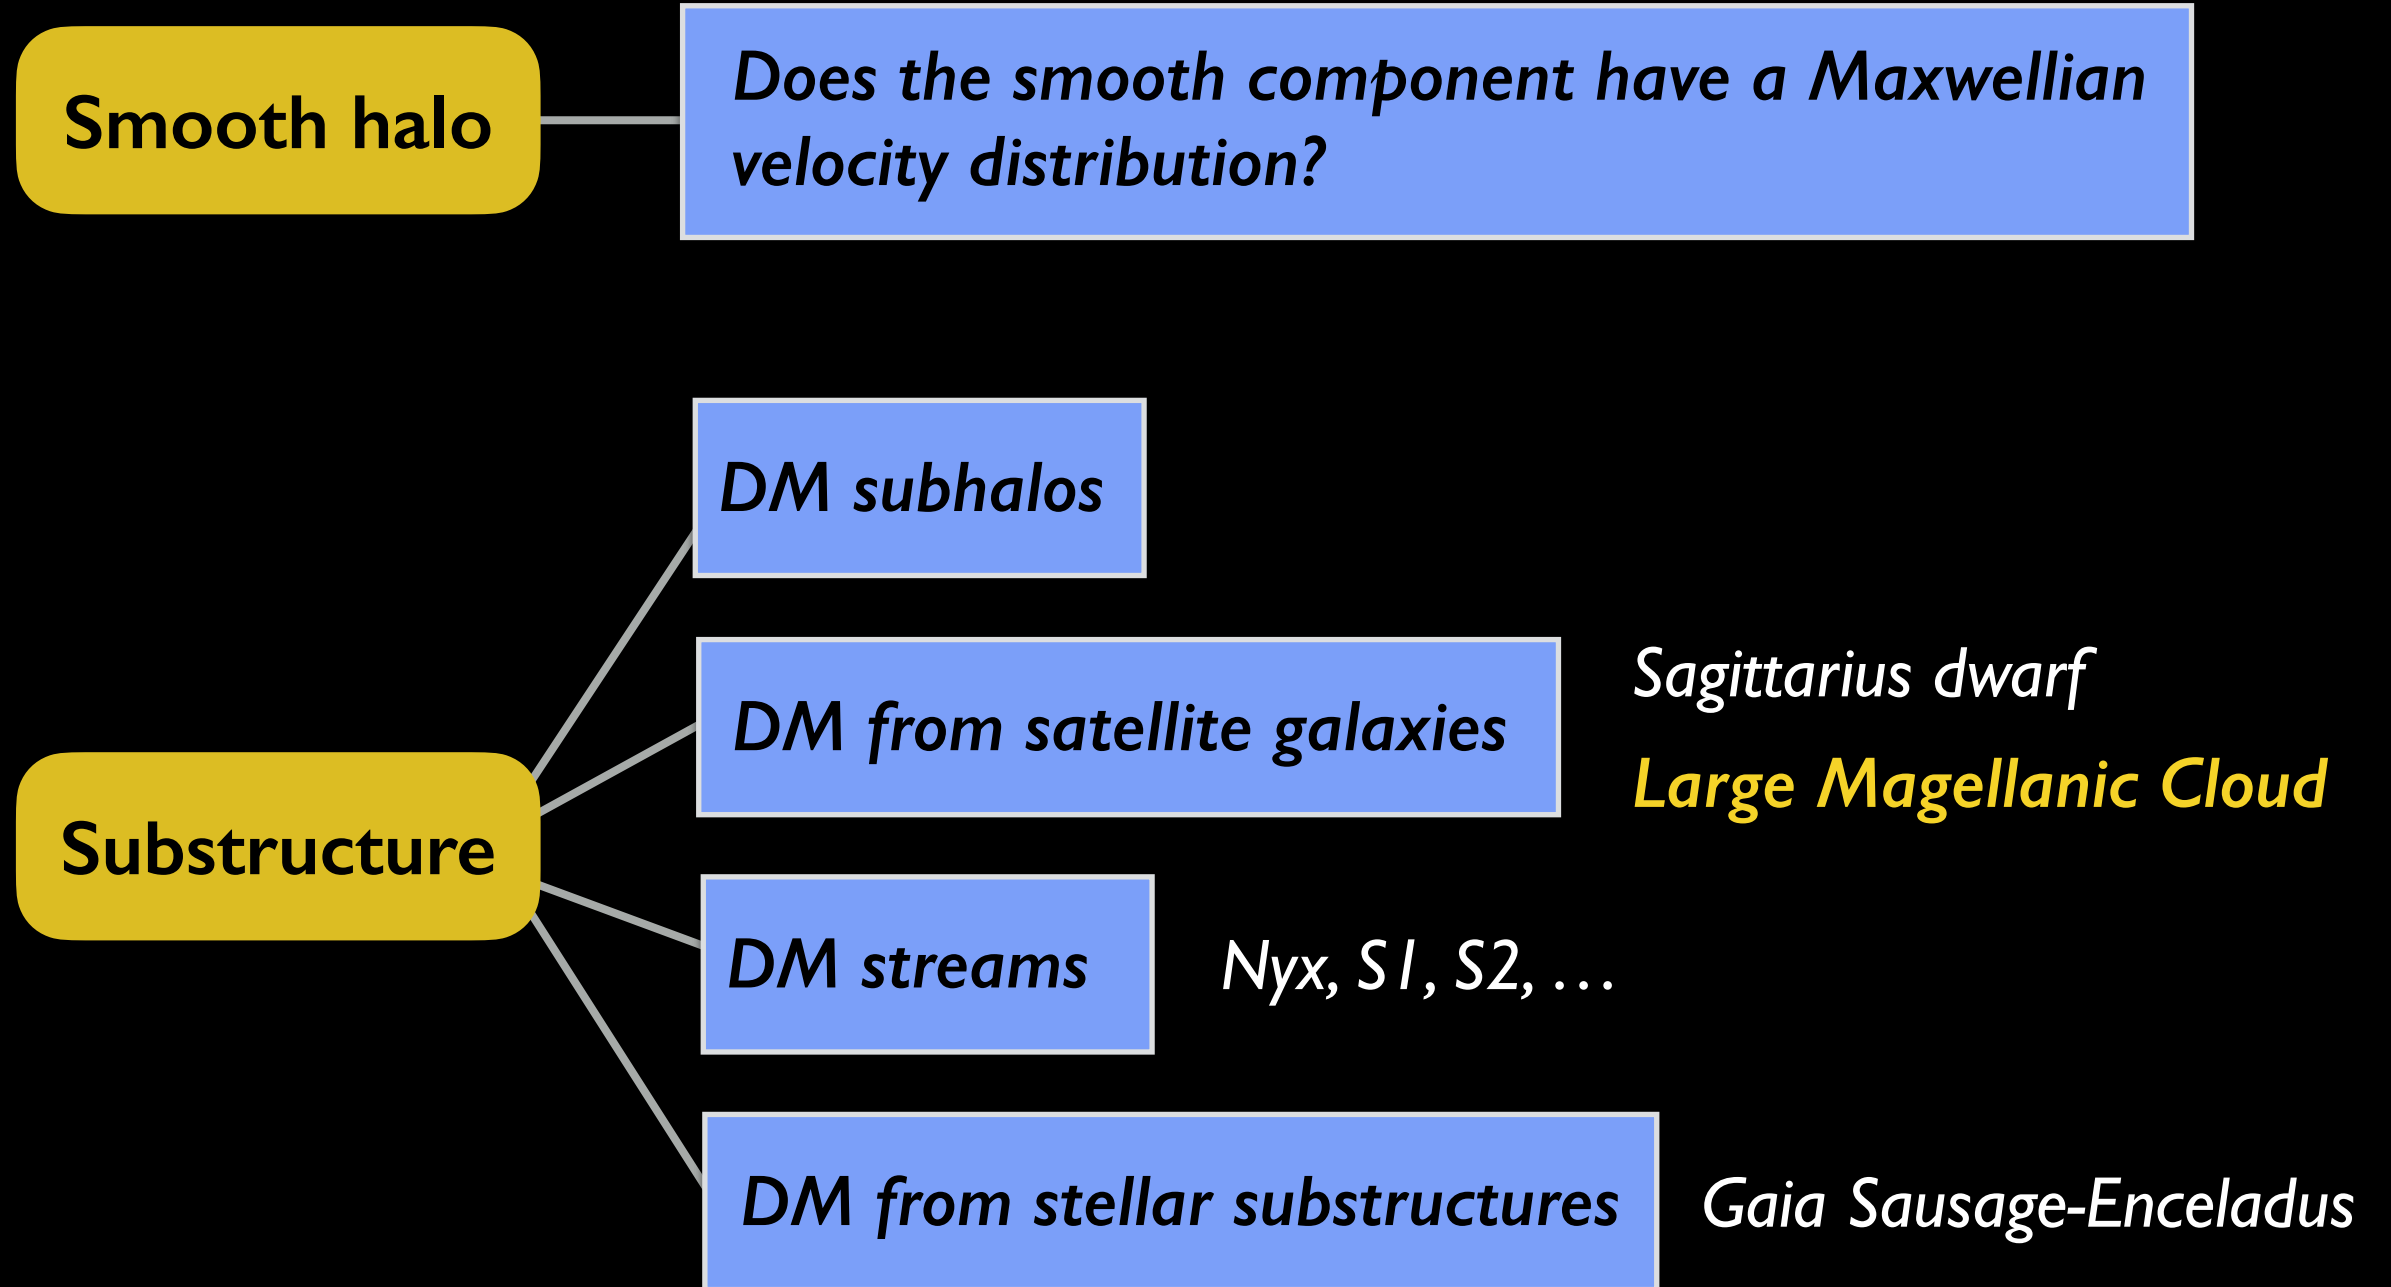 Smooth halo
Does the smooth component have a Maxwellian
velocity distribution?
DM subhalos
Sagittarius dwarf
DM from satellite galaxies
Large Magellanic Cloud
Substructure
DM streams
Nyx, S1, S2, …
DM from stellar substructures
Gaia Sausage-Enceladus